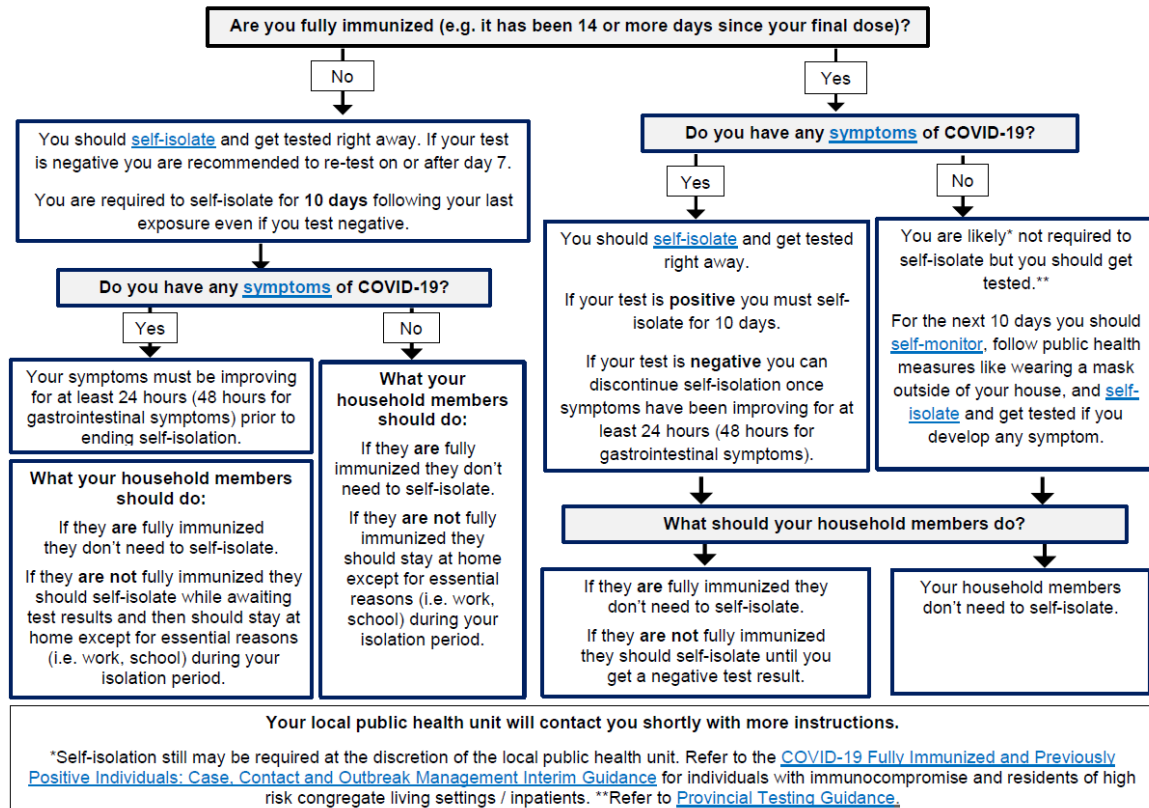 Are you fully immunized (e.g. it has been 14 or more days since your final dose)?
No
Yes
You should self-isolate and get tested right away. If your test
is negative you are recommended to re-test on or after day 7.
You are required to self-isolate for 10 days following your last
exposure even if you test negative.
Do you have any symptoms of COVID-19?
Yes
No
Your symptoms must be improving
for at least 24 hours (48 hours for
gastrointestinal symptoms) prior to
ending self-isolation.
What your household members
should do:
If they are fully immunized
they don't need to self-isolate.
If they are not fully immunized they
should self-isolate while awaiting
test results and then should stay at
home except for essential reasons
(i.e. work, school) during your
isolation period.
What your
household members
should do:
If they are fully
immunized they don't
need to self-isolate.
If they are not fully
immunized they
should stay at home
except for essential
reasons (i.e. work,
school) during your
isolation period.
Do you have any symptoms of COVID-19?
Yes
No
You should self-isolate and get tested
right away.
If your test is positive you must self-
isolate for 10 days.
If your test is negative you can
discontinue self-isolation once
symptoms have been improving for at
least 24 hours (48 hours for
gastrointestinal symptoms).
You are likely* not required to
self-isolate but you should get
tested.**
For the next 10 days you should
self-monitor, follow public health
measures like wearing a mask
outside of your house, and self-
isolate and get tested if you
develop any symptom.
What should your household members do?
If they are fully immunized they
don't need to self-isolate.
If they are not fully immunized
they should self-isolate until you
get a negative test result.
Your household members
don't need to self-isolate.
Your local public health unit will contact you shortly with more instructions.
*Self-isolation still may be required at the discretion of the local public health unit. Refer to the COVID-19 Fully Immunized and Previously
Positive Individuals: Case, Contact and Outbreak Management Interim Guidance for individuals with immunocompromise and residents of high
risk congregate living settings / inpatients. **Refer to Provincial Testing Guidance.